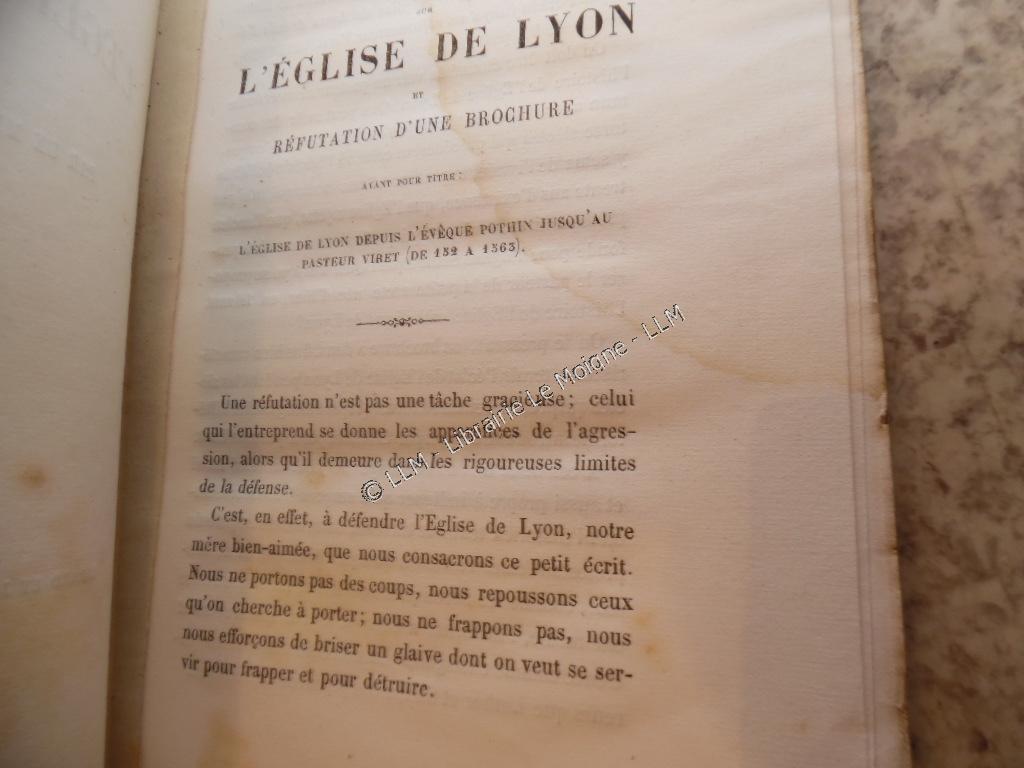 SUR
L'ÉGLISE DE LYON
ET
RÉFUTATION D'UNE BROCHURE
AYANT POUR TITRE:
L'ÉGLISE DE LYON DEPUIS L'ÉVÊQUE POTHIN JUSQU'AU
PASTEUR VIRET (DE 152 A 1563).
Une réfutation n'est pas une tâche gracieuse; celui
qui l'entreprend se donne les apparences de l'agres-
sion, alors qu'il demeure dans les rigoureuses limites
de la défense.
C'est, en effet, à défendre l'Eglise de Lyon, notre
mère bien-aimée, que nous consacrons ce petit écrit.
Nous ne portons pas des coups, nous repoussons ceux
qu'on cherche à porter; nous ne frappons pas, nous
nous efforçons de briser un glaive dont on veut se ser-
vir pour frapper et pour détruire.
© LLM - Librairie Le Moigne - LLM